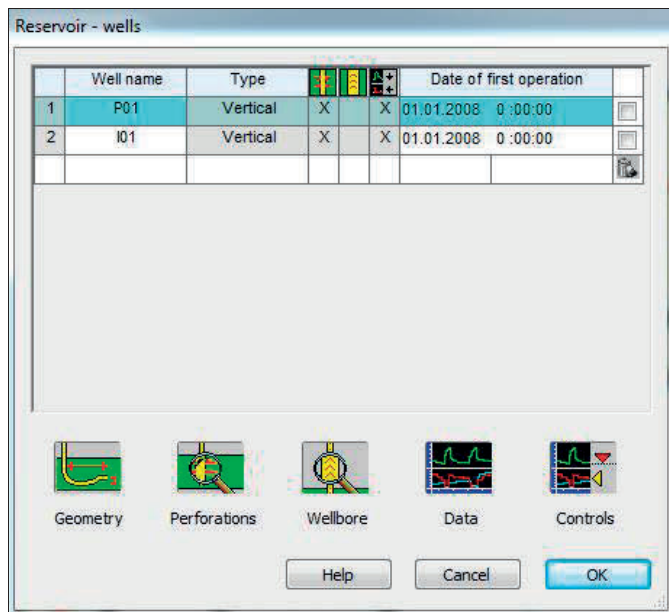 Reservoir - wells
Well name Type Date of first operation
1 P01 Vertical X X 01.01.2008 0 :00:00
2 I01 Vertical X X 01.01.2008 0 :00:00
Geometry Perforations Wellbore Data Controls
Help Cancel OK